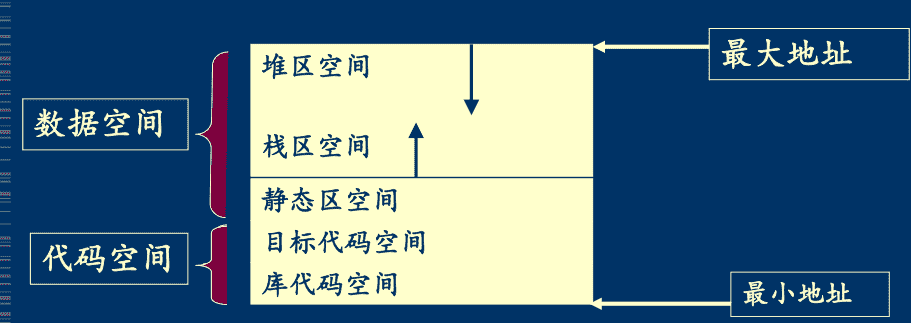 最大地址
堆区空间
数据空间
栈区空间
静态区空间
目标代码空间
代码空间
库代码空间
最小地址